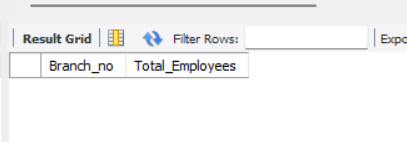 Result Grid Filter Rows: Expo
Branch_no Total_Employees